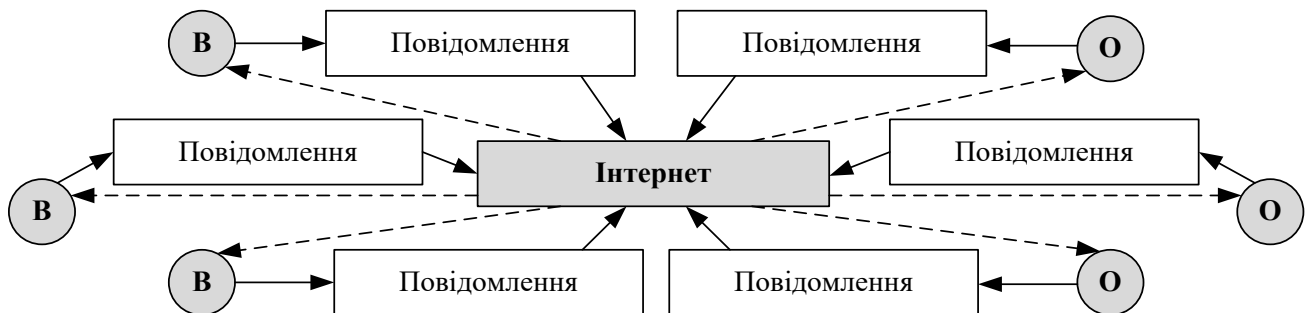 В
Повідомлення
Повідомлення
О
Повідомлення
Інтернет
Повідомлення
В
О
В
Повідомлення
Повідомлення
О